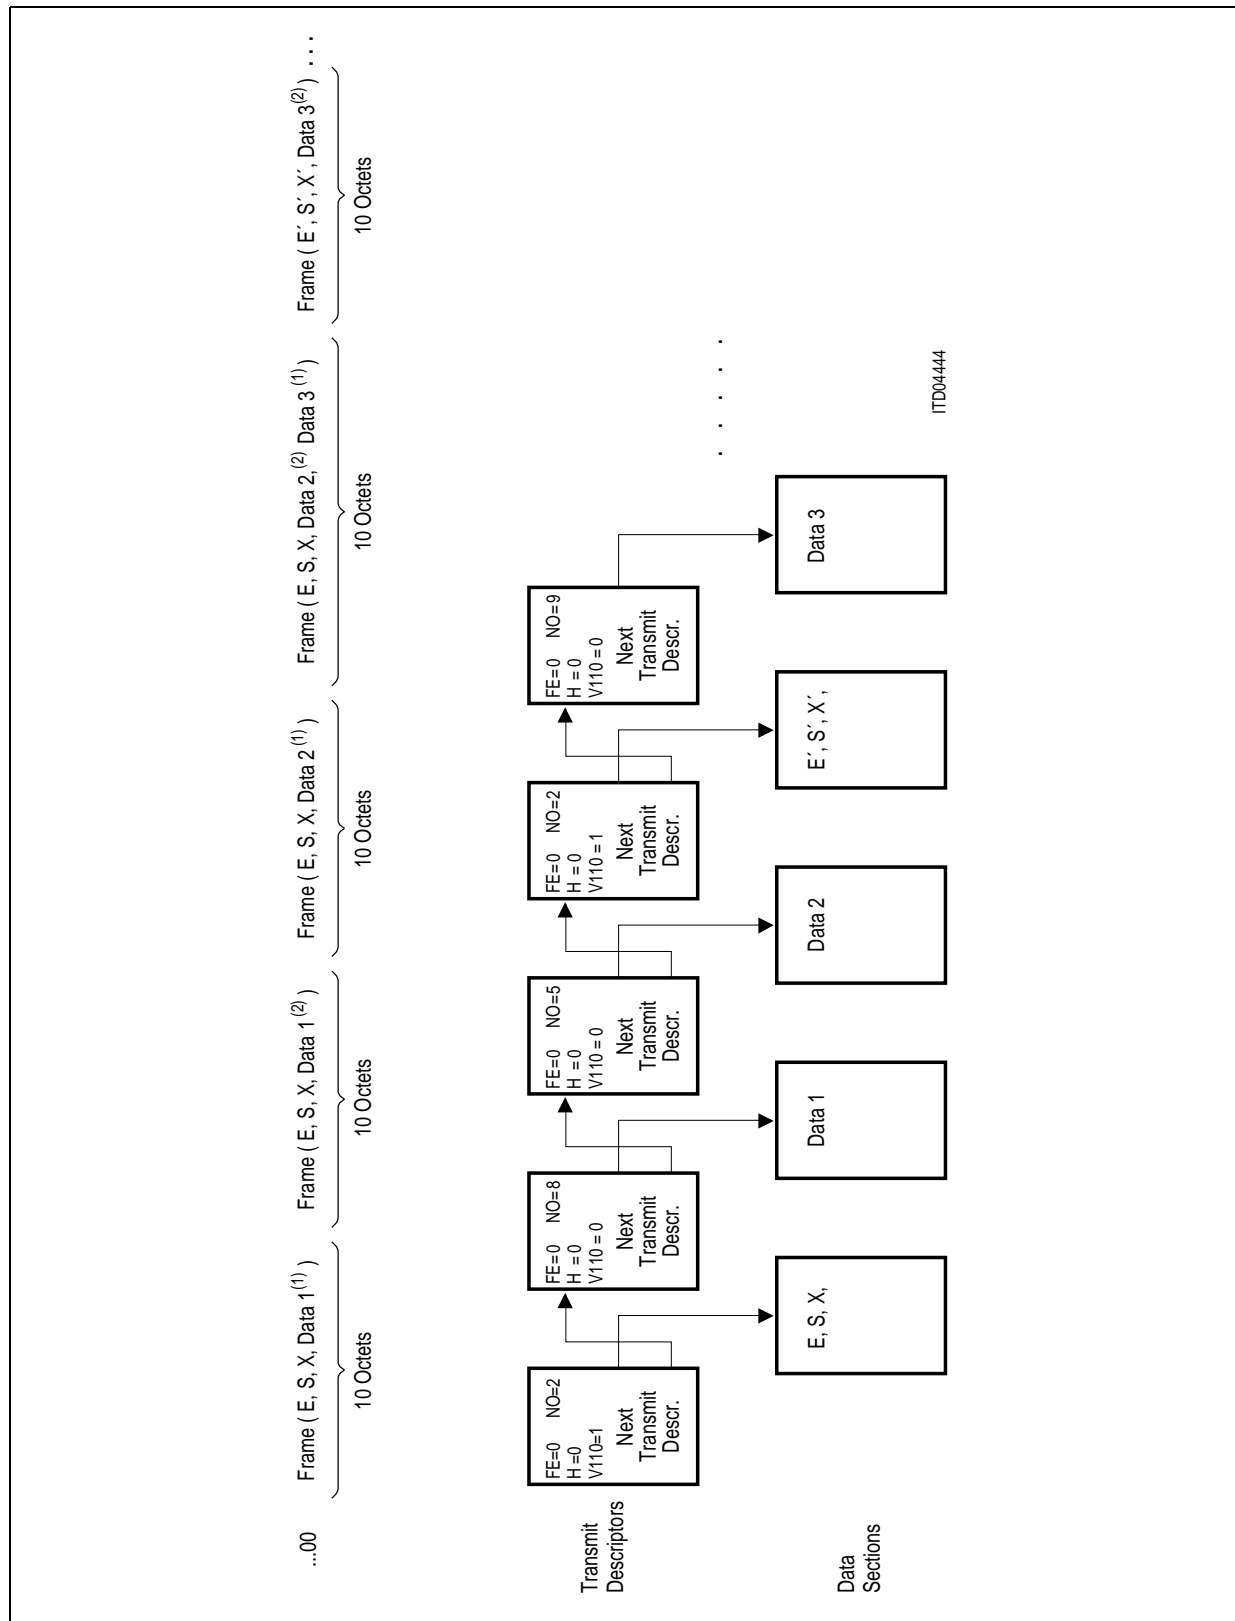 ...00
Frame ( E, S, X, Data 1(1) )
Frame ( E, S, X, Data 1(2) )
Frame ( E, S, X, Data 2(1) )
Frame ( E, S, X, Data 2,(2) Data 3(1) )
Frame ( E´, S´, X´, Data 3(2) ) . . .
10 Octets
10 Octets
10 Octets
10 Octets
10 Octets
Transmit
Descriptors
FE=0 NO=2
H=0
V110=1
Next
Transmit
Descr.
FE=0 NO=8
H = 0
V110 = 0
Next
Transmit
Descr.
FE=0 NO=5
H = 0
V110 = 0
Next
Transmit
Descr.
FE=0 NO=2
H = 0
V110 = 1
Next
Transmit
Descr.
FE=0 NO=9
H = 0
V110 = 0
Next
Transmit
Descr.
. . . . .
Data
Sections
E, S, X,
Data 1
Data 2
E´, S´, X´,
Data 3
ITD04444